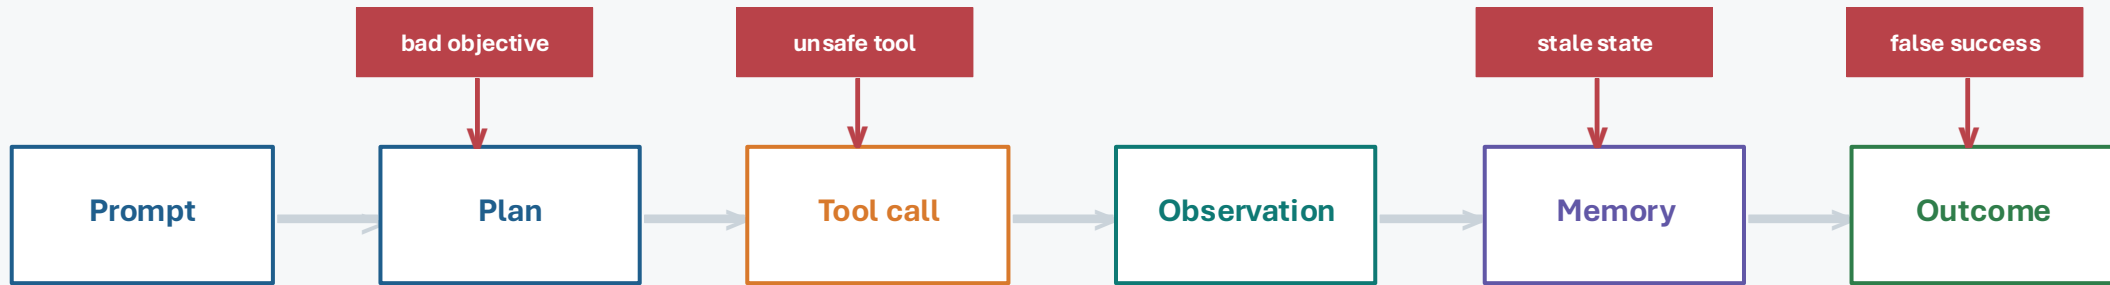 bad objective
unsafe tool
stale state
false success
Prompt
Plan
Tool call
Observation
Memory
Outcome